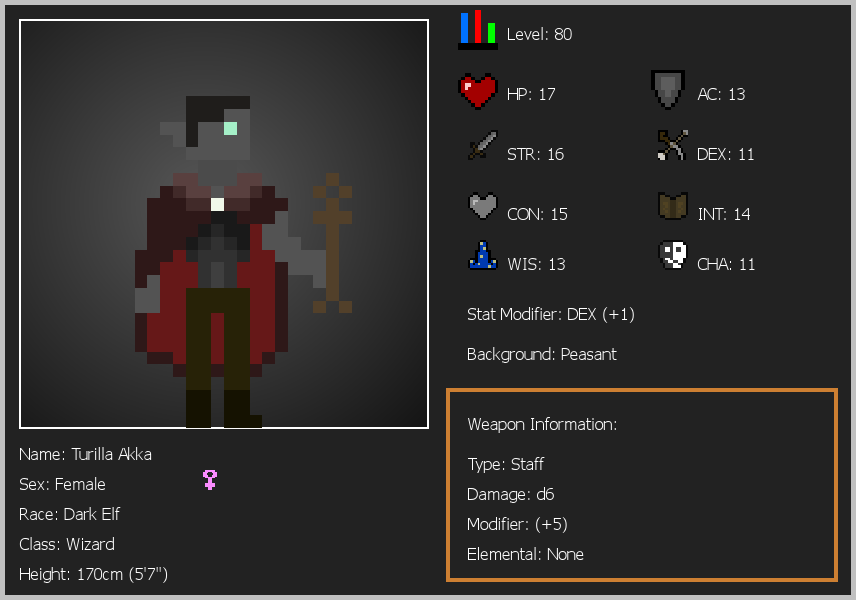 Level: 80
HP: 17
AC: 13
STR: 16
DEX: 11
CON: 15
INT: 14
WIS: 13
CHA: 11
Stat Modifier: DEX (+1)
Background: Peasant
Weapon Information:
Type: Staff
Damage: d6
Modifier: (+5)
Elemental: None
Name: Turilla Akka
Sex: Female
Race: Dark Elf
Class: Wizard
Height: 170cm (5'7")